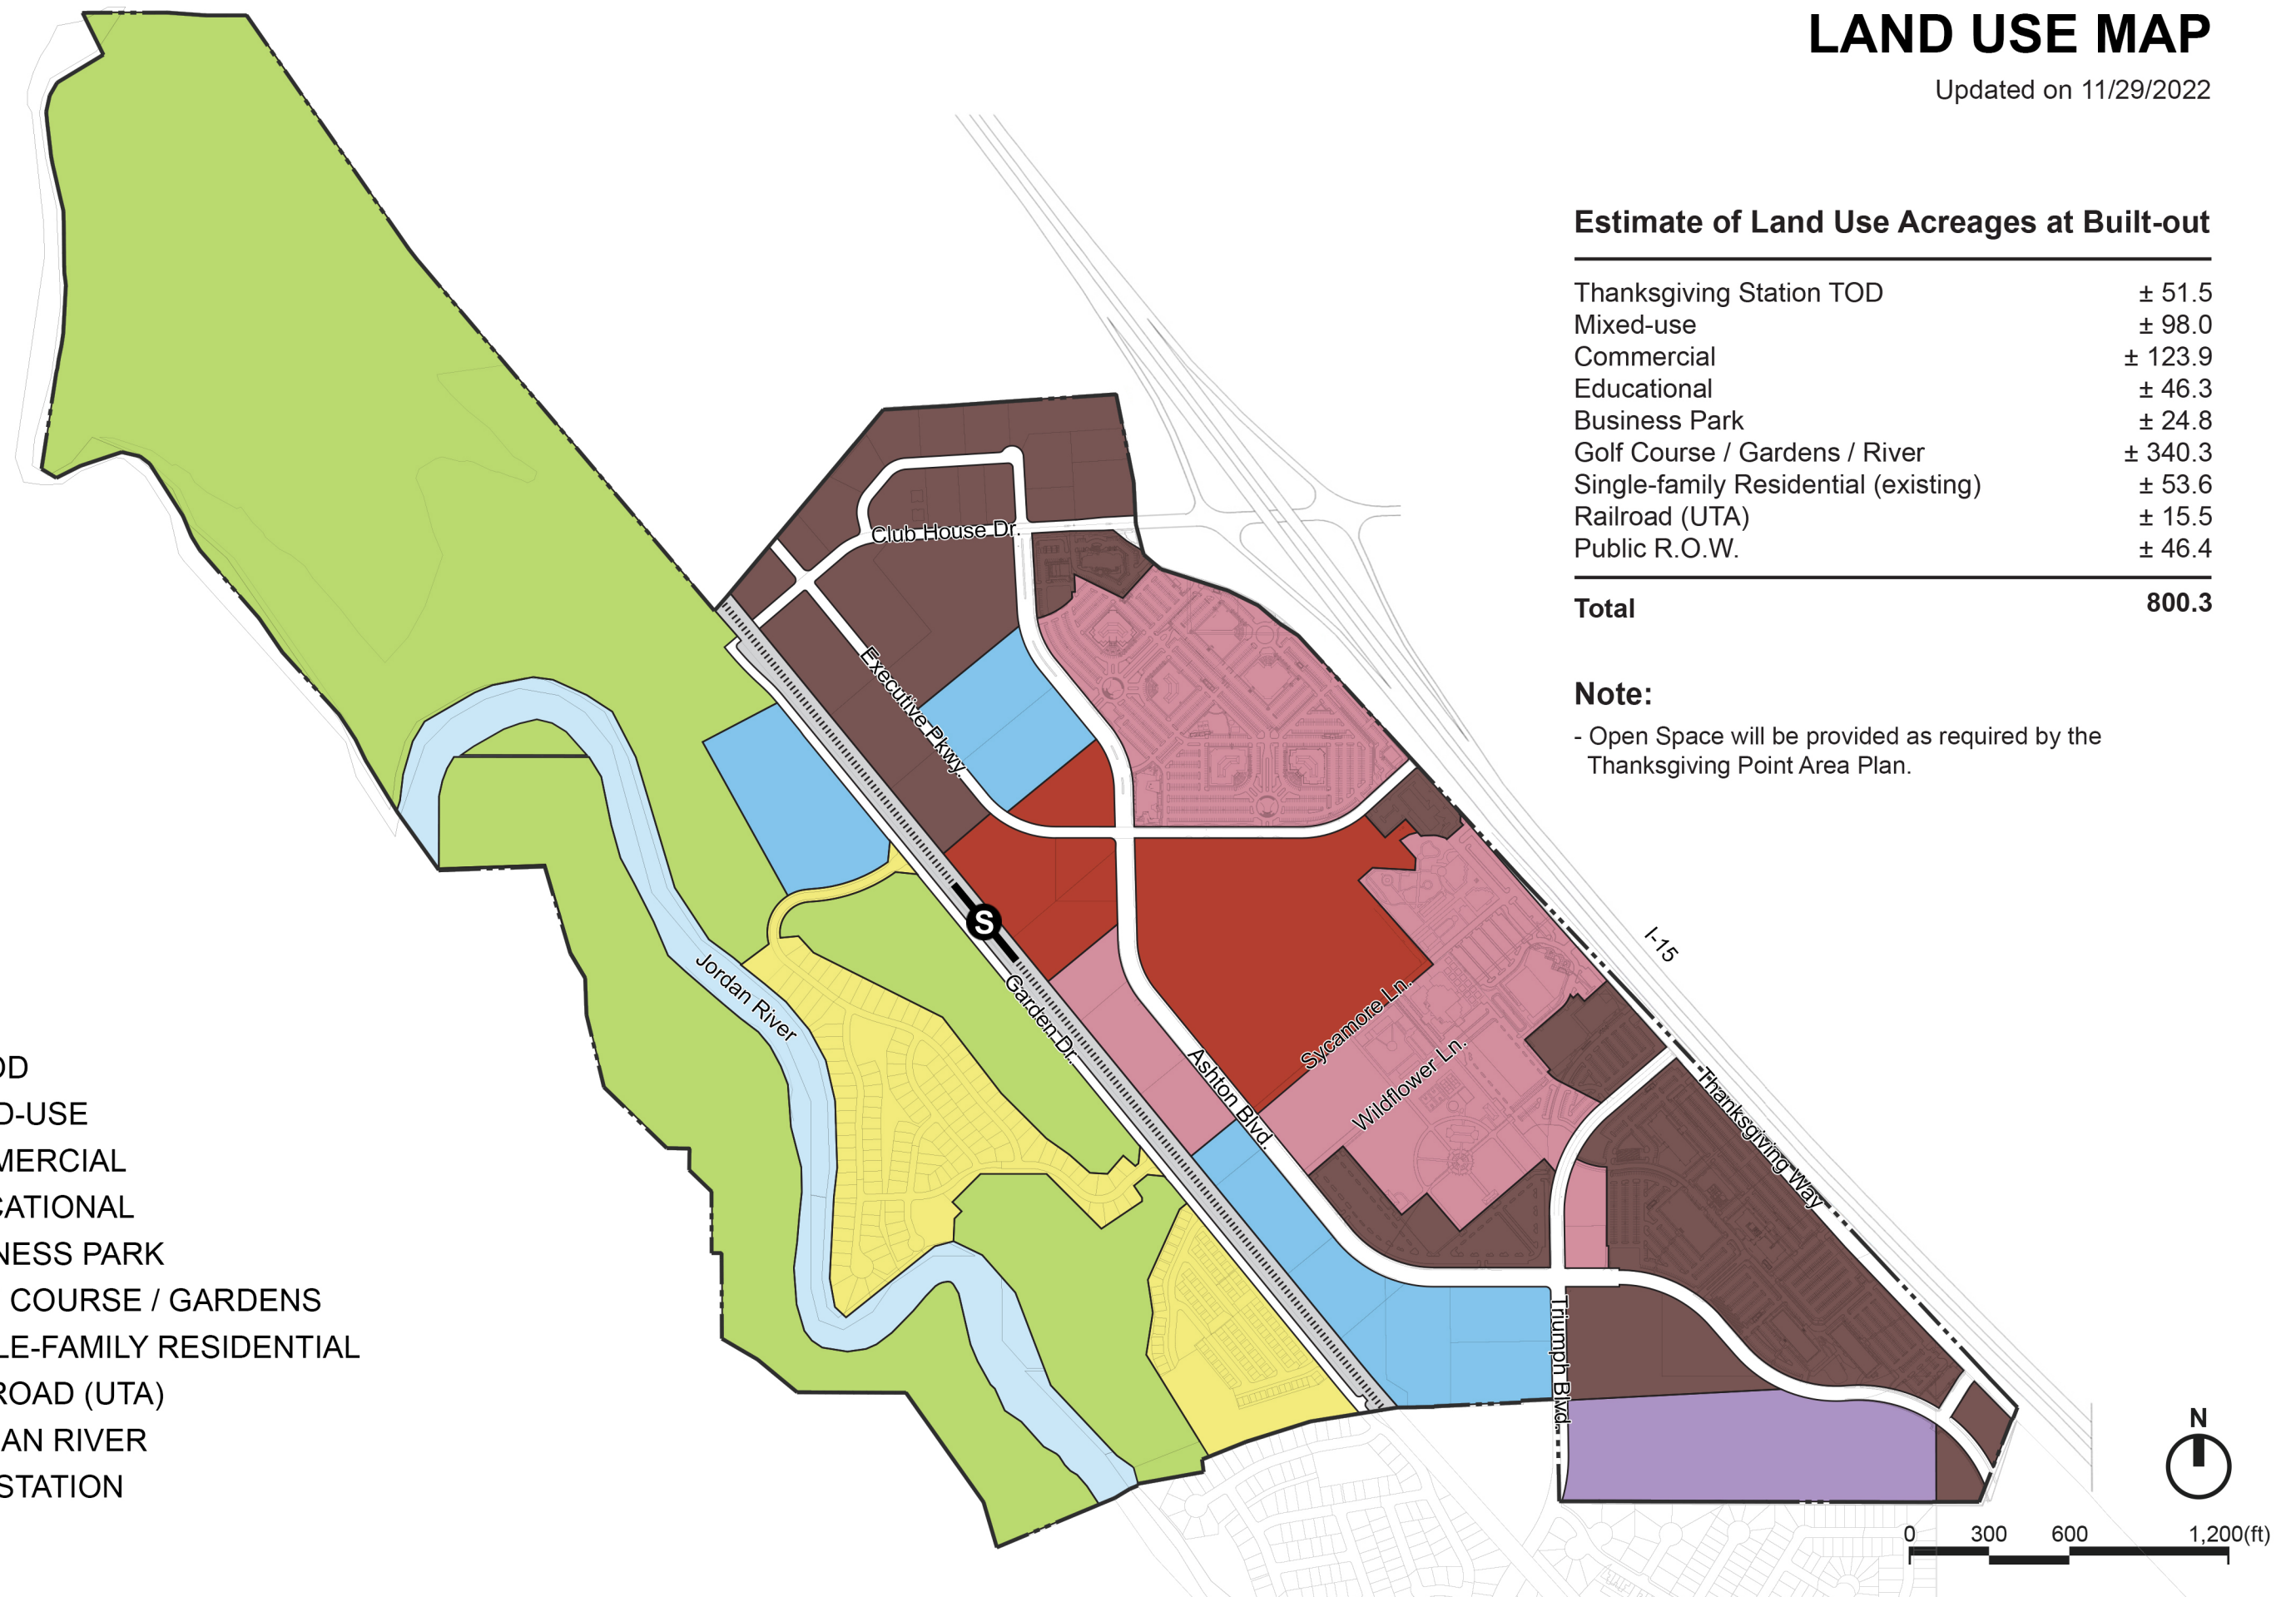 LAND USE MAP
Updated on 11/29/2022
Estimate of Land Use Acreages at Built-out
Thanksgiving Station TOD ± 51.5
Mixed-use ± 98.0
Commercial ± 123.9
Educational ± 46.3
Business Park ± 24.8
Golf Course / Gardens / River ± 340.3
Single-family Residential (existing) ± 53.6
Railroad (UTA) ± 15.5
Public R.O.W. ± 46.4
Total 800.3
Note:
- Open Space will be provided as required by the
Thanksgiving Point Area Plan.
Club House Dr.
Executive Pkwy.
S
I-15
Jordan River
Garden Dr.
Sycamore Ln.
Wildflower Ln.
Ashton Blvd.
Thanksgiving Way
Triumph Blvd.
OD
D-USE
MERCIAL
CATIONAL
NESS PARK
COURSE / GARDENS
LE-FAMILY RESIDENTIAL
ROAD (UTA)
AN RIVER
STATION
N
0 300 600 1,200(ft)